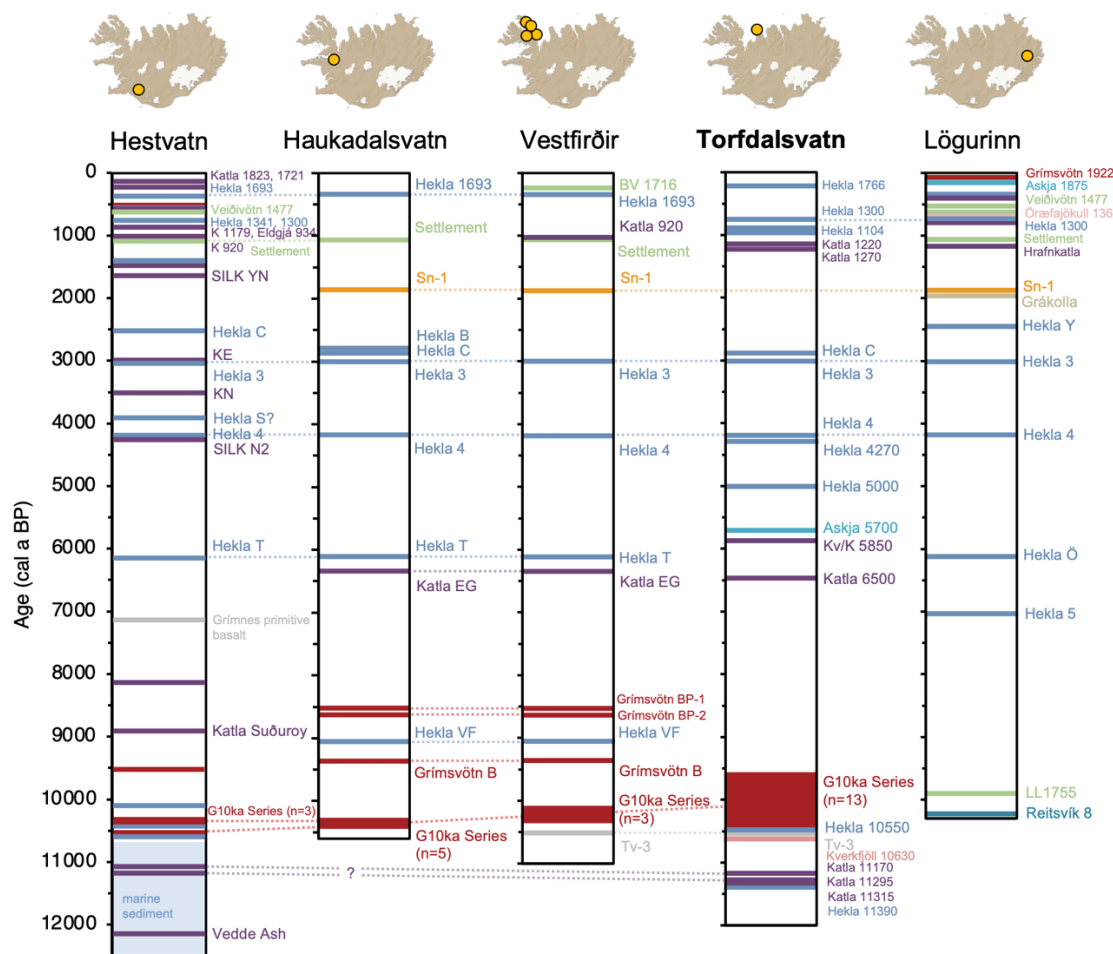 Hestvatn
Haukadalsvatn
Vestfirðir
Torfdalsvatn
Lögurinn
Age (cal a BP)
0
1000
2000
3000
4000
5000
6000
7000
8000
9000
10000
11000
12000
Katla 1823, 1721
Hekla 1693
Veiðivötn 1477
Hekla 1341, 1300
K 1179, Eldgjá 934
K 920
Settlement
SILK YN
Hekla C
KE
Hekla 3
KN
Hekla S?
Hekla 4
SILK N2
Hekla T
Grímnes primitive
basalt
Katla Suðuroy
G10ka Series (n=3)
marine
sediment
Vedde Ash
Hekla 1693
Settlement
Sn-1
Hekla B
Hekla C
Hekla 3
Hekla 4
Hekla T
Katla EG
Hekla VF
Grímsvötn B
G10ka Series
(n=5)
?
BV 1716
Hekla 1693
Katla 920
Settlement
Sn-1
Hekla 3
Hekla 4
Hekla T
Katla EG
Grímsvötn BP-1
Grímsvötn BP-2
Hekla VF
Grímsvötn B
G10ka Series
(n=3)
Tv-3
Hekla 1766
Hekla 1300
Hekla 1104
Katla 1220
Katla 1270
Hekla C
Hekla 3
Hekla 4
Hekla 4270
Hekla 5000
Askja 5700
Kv/K 5850
Katla 6500
G10ka Series
(n=13)
Hekla 10550
Tv-3
Kverkfjöll 10630
Katla 11170
Katla 11295
Katla 11315
Hekla 11390
Grímsvötn 1922
Askja 1875
Veiðivötn 1477
Öræfajökull 136
Hekla 1300
Settlement
Hrafnkatla
Sn-1
Grákolla
Hekla Y
Hekla 3
Hekla 4
Hekla Ö
Hekla 5
LL1755
Reitsvík 8